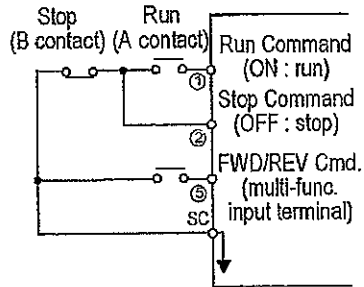 Stop
(B contact)
Run
(A contact)
①
Run Command
(ON : run)
②
Stop Command
(OFF : stop)
⑤
FWD/REV Cmd.
(multi-func.
input terminal)
SC